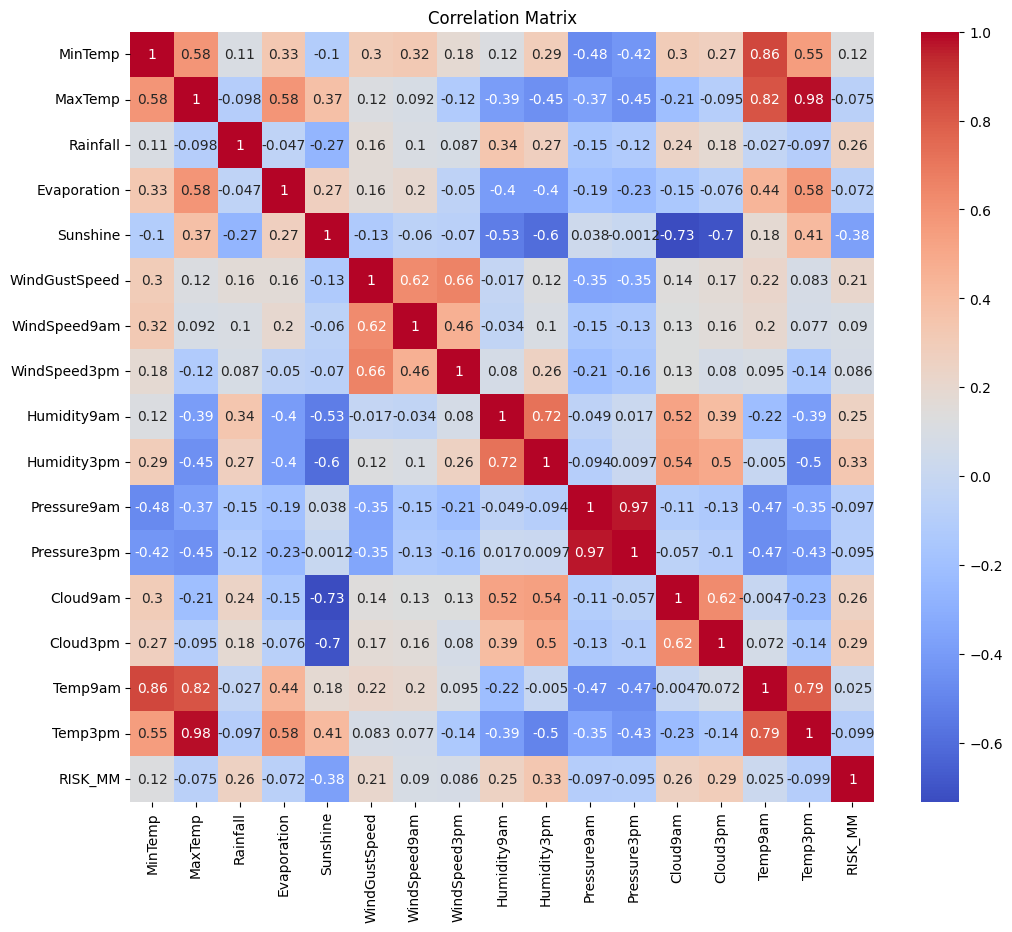 Correlation Matrix
MinTemp 1 0.58 0.11 0.33 -0.1 0.3 0.32 0.18 0.12 0.29 -0.48 -0.42 0.3 0.27 0.86 0.55 0.12
MaxTemp 0.58 1 -0.098 0.58 0.37 0.12 0.092 -0.12 -0.39 -0.45 -0.37 -0.45 -0.21 -0.095 0.82 0.98 -0.075
Rainfall 0.11 -0.098 1 -0.047 -0.27 0.16 0.1 0.087 0.34 0.27 -0.15 -0.12 0.24 0.18 -0.027 -0.097 0.26
Evaporation 0.33 0.58 -0.047 1 0.27 0.16 0.2 -0.05 -0.4 -0.4 -0.19 -0.23 -0.15 -0.076 0.44 0.58 -0.072
Sunshine -0.1 0.37 -0.27 0.27 1 -0.13 -0.06 -0.07 -0.53 -0.6 0.038 -0.0012 -0.73 -0.7 0.18 0.41 -0.38
WindGustSpeed 0.3 0.12 0.16 0.16 -0.13 1 0.62 0.66 -0.017 0.12 -0.35 -0.35 0.14 0.17 0.22 0.083 0.21
WindSpeed9am 0.32 0.092 0.1 0.2 -0.06 0.62 1 0.46 -0.034 0.1 -0.15 -0.13 0.13 0.16 0.2 0.077 0.09
WindSpeed3pm 0.18 -0.12 0.087 -0.05 -0.07 0.66 0.46 1 0.08 0.26 -0.21 -0.16 0.13 0.08 0.095 -0.14 0.086
Humidity9am 0.12 -0.39 0.34 -0.4 -0.53 -0.017 -0.034 0.08 1 0.72 -0.049 0.017 0.52 0.39 -0.22 -0.39 0.25
Humidity3pm 0.29 -0.45 0.27 -0.4 -0.6 0.12 0.1 0.26 0.72 1 -0.094 0.0097 0.54 0.5 -0.005 -0.5 0.33
Pressure9am -0.48 -0.37 -0.15 -0.19 0.038 -0.35 -0.15 -0.21 -0.049 -0.094 1 0.97 -0.11 -0.13 -0.47 -0.35 -0.097
Pressure3pm -0.42 -0.45 -0.12 -0.23 -0.0012 -0.35 -0.13 -0.16 0.017 0.0097 0.97 1 -0.057 -0.1 -0.47 -0.43 -0.095
Cloud9am 0.3 -0.21 0.24 -0.15 -0.73 0.14 0.13 0.13 0.52 0.54 -0.11 -0.057 1 0.62 -0.0047 -0.23 0.26
Cloud3pm 0.27 -0.095 0.18 -0.076 -0.7 0.17 0.16 0.08 0.39 0.5 -0.13 -0.1 0.62 1 0.072 -0.14 0.29
Temp9am 0.86 0.82 -0.027 0.44 0.18 0.22 0.2 0.095 -0.22 -0.005 -0.47 -0.47 -0.0047 0.072 1 0.79 0.025
Temp3pm 0.55 0.98 -0.097 0.58 0.41 0.083 0.077 -0.14 -0.39 -0.5 -0.35 -0.43 -0.23 -0.14 0.79 1 -0.099
RISK_MM 0.12 -0.075 0.26 -0.072 -0.38 0.21 0.09 0.086 0.25 0.33 -0.097 -0.095 0.26 0.29 0.025 -0.099 1
MinTemp
MaxTemp
Rainfall
Evaporation
Sunshine
WindGustSpeed
WindSpeed9am
WindSpeed3pm
Humidity9am
Humidity3pm
Pressure9am
Pressure3pm
Cloud9am
Cloud3pm
Temp9am
Temp3pm
RISK_MM
1.0
0.8
0.6
0.4
0.2
0.0
−0.2
−0.4
−0.6